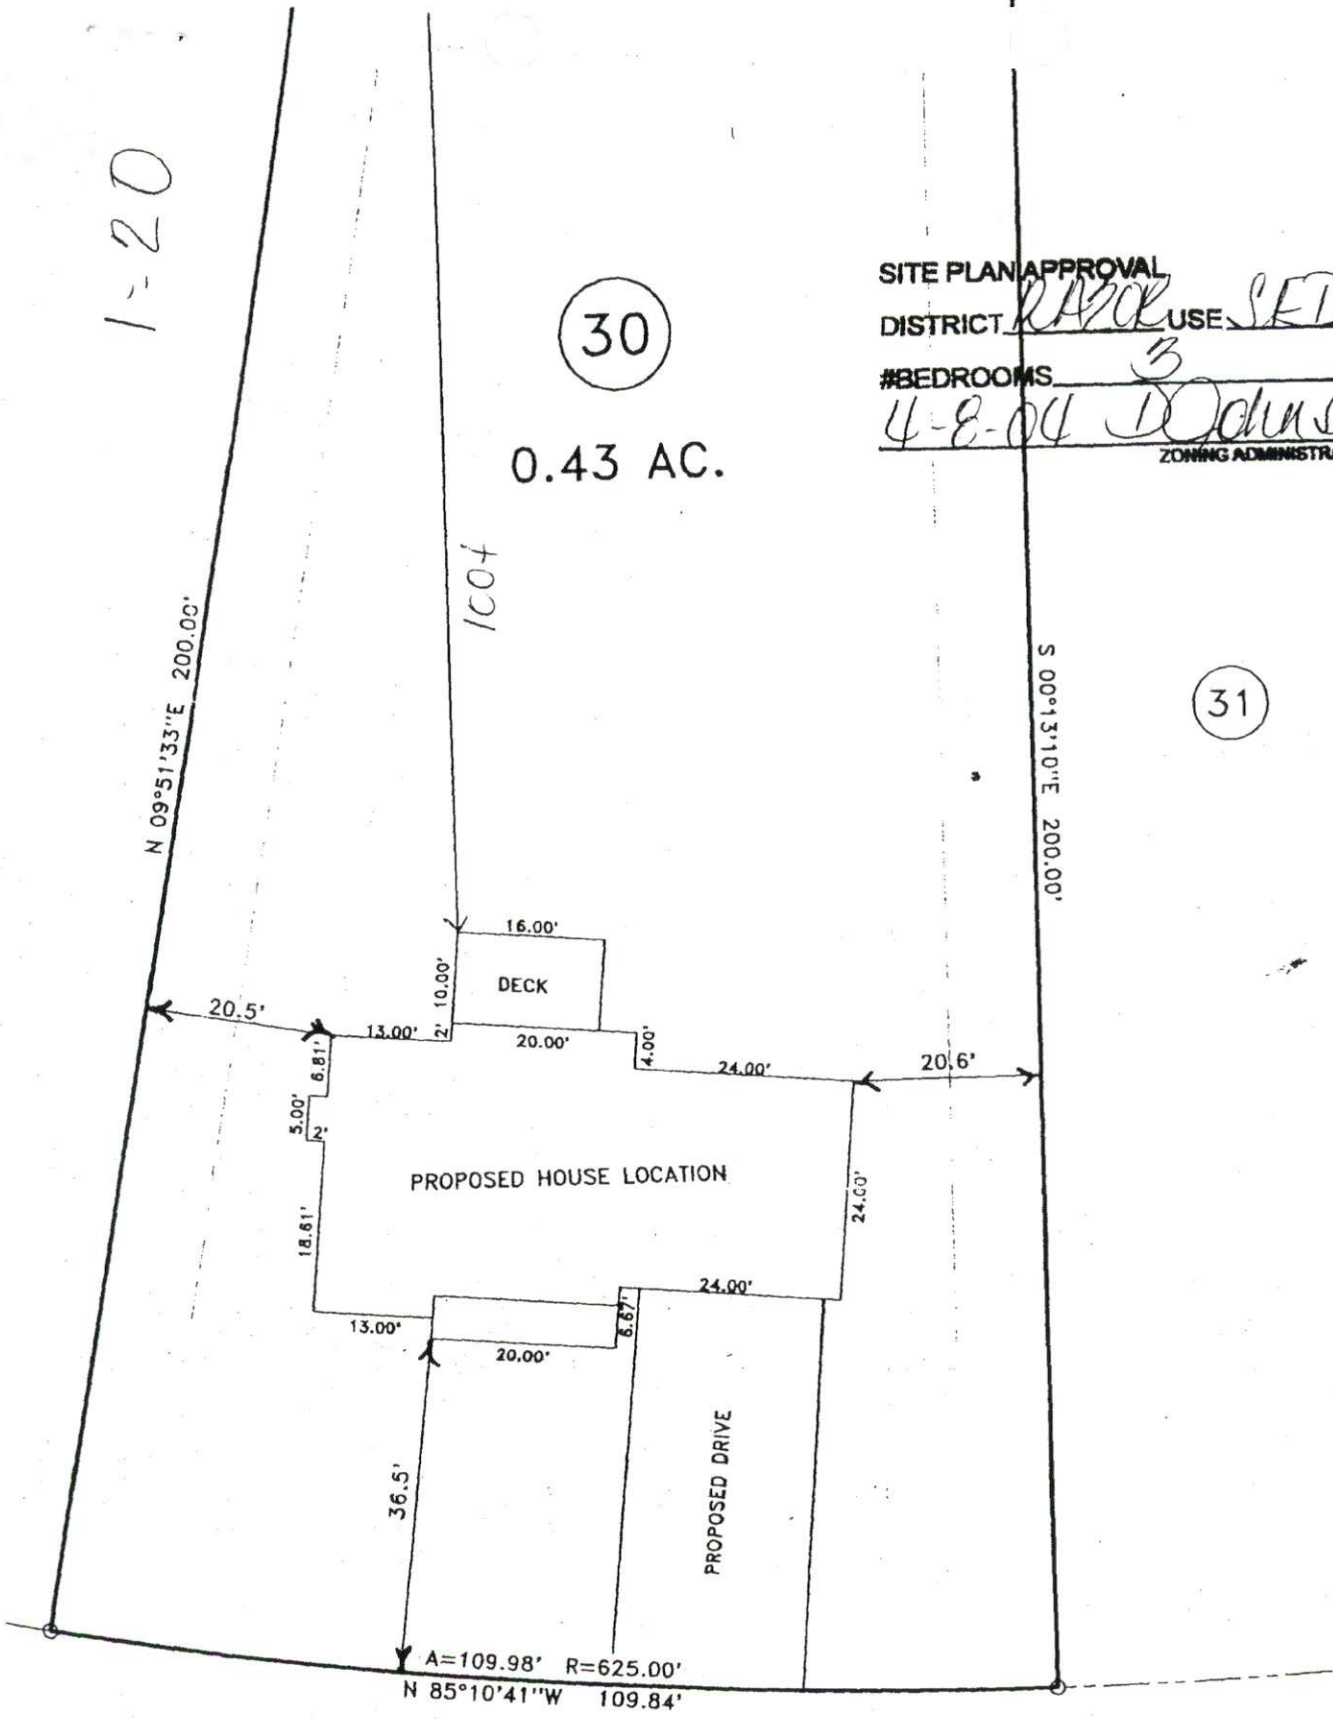 1=20
30
0.43 AC.
SITE PLAN APPROVAL
DISTRICT RA20R USE SFD
#BEDROOMS 3
4-8-04
ZONING ADMINISTRA
100+
N 09°51'33"E 200.00'
S 00°13'10"E 200.00'
31
16.00'
10.00'
DECK
20.5'
13.00'
2'
20.00'
4.00'
24.00'
20.6'
6.81'
5.00'
2'
PROPOSED HOUSE LOCATION
24.00'
18.61'
24.00'
6.67'
13.00'
20.00'
36.5'
PROPOSED DRIVE
A=109.98' R=625.00'
N 85°10'41"W 109.84'